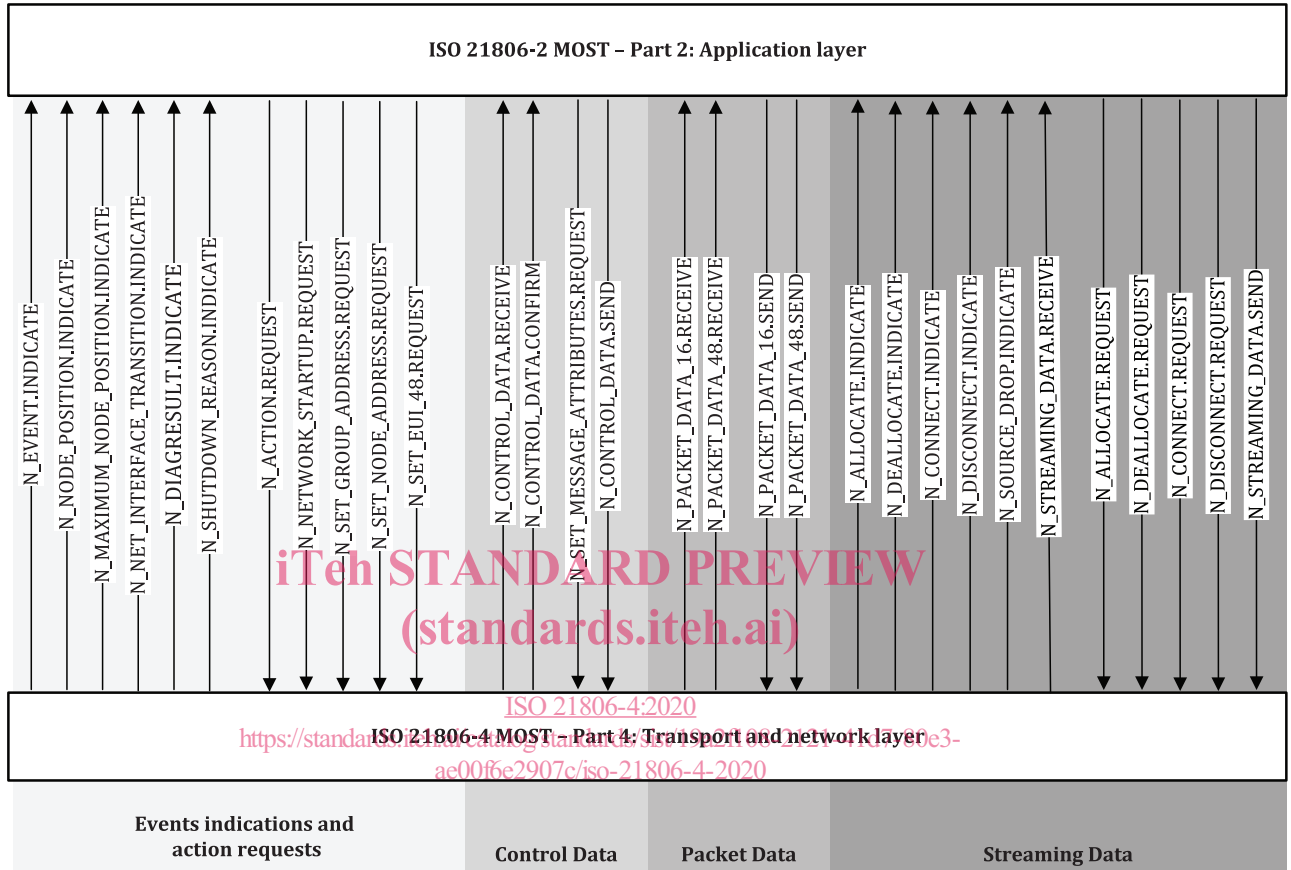 ISO 21806-2 MOST – Part 2: Application layer
N_EVENT.INDICATE
N_NODE_POSITION.INDICATE
N_MAXIMUM_NODE_POSITION.INDICATE
N_NET_INTERFACE_TRANSITION.INDICATE
N_DIAGRESULT.INDICATE
N_SHUTDOWN_REASON.INDICATE
N_ACTION.REQUEST
N_NETWORK_STARTUP.REQUEST
N_SET_GROUP_ADDRESS.REQUEST
N_SET_NODE_ADDRESS.REQUEST
N_SET_EUI_48.REQUEST
N_CONTROL_DATA.RECEIVE
N_CONTROL_DATA.CONFIRM
N_SET_MESSAGE_ATTRIBUTES.REQUEST
N_CONTROL_DATA.SEND
N_PACKET_DATA_16.RECEIVE
N_PACKET_DATA_48.RECEIVE
N_PACKET_DATA_16.SEND
N_PACKET_DATA_48.SEND
N_ALLOCATE.INDICATE
N_DEALLOCATE.INDICATE
N_CONNECT.INDICATE
N_DISCONNECT.INDICATE
N_SOURCE_DROP.INDICATE
N_STREAMING_DATA.RECEIVE
N_ALLOCATE.REQUEST
N_DEALLOCATE.REQUEST
N_CONNECT.REQUEST
N_DISCONNECT.REQUEST
N_STREAMING_DATA.SEND
iTeh STANDARD PREVIEW
(standards.iteh.ai)
ISO 21806-4:2020
ISO 21806-4 MOST – Part 4: Transport and network layer
ae00f6e2907c/iso-21806-4-2020
Events indications and
action requests
Control Data
Packet Data
Streaming Data